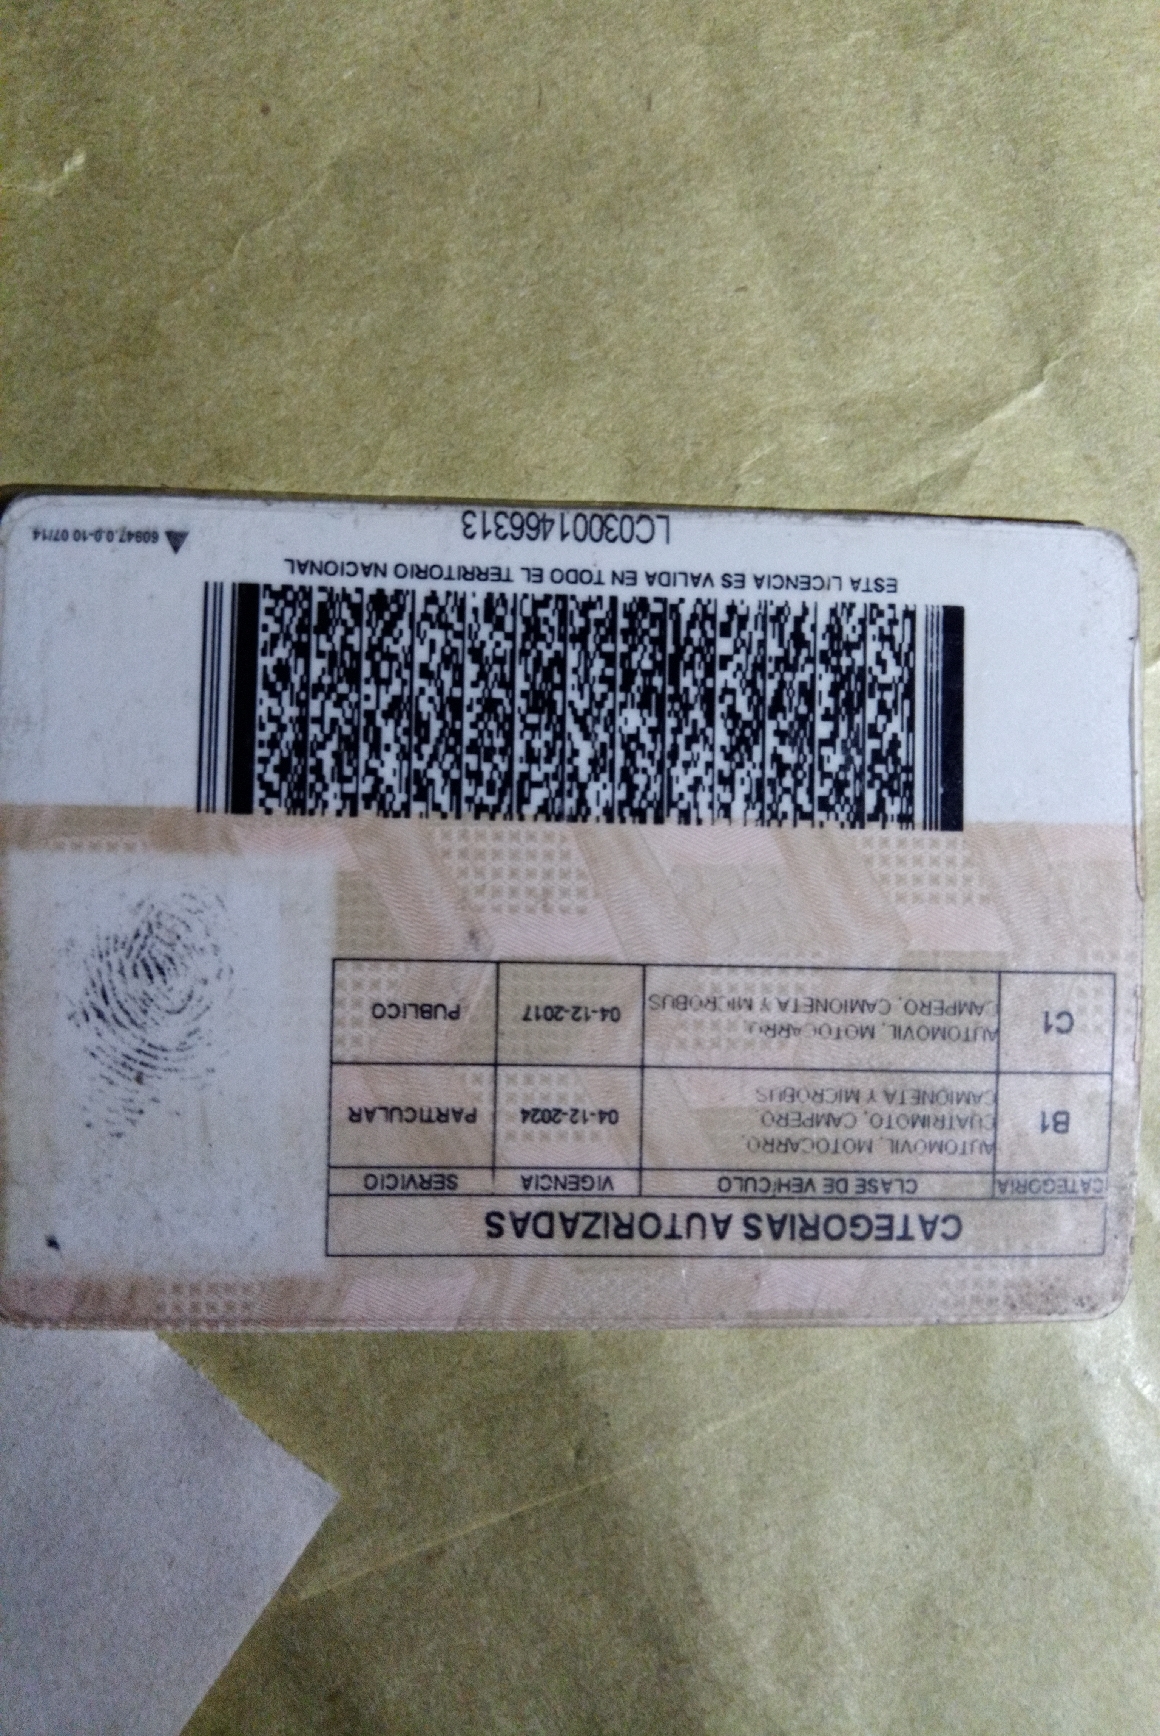 CATEGORIAS AUTORIZADAS
CATEGORIA CLASE DE VEHÍCULO VIGENCIA SERVICIO
B1 AUTOMOVIL, MOTOCARRO, CUATRIMOTO, CAMPERO, CAMIONETA Y MICROBUS 04-12-2024 PARTICULAR
C1 AUTOMOVIL, MOTOCARRO, CAMPERO, CAMIONETA Y MICROBUS 04-12-2017 PUBLICO
ESTA LICENCIA ES VALIDA EN TODO EL TERRITORIO NACIONAL
LC03001466313
60947.0.0-10 07/14